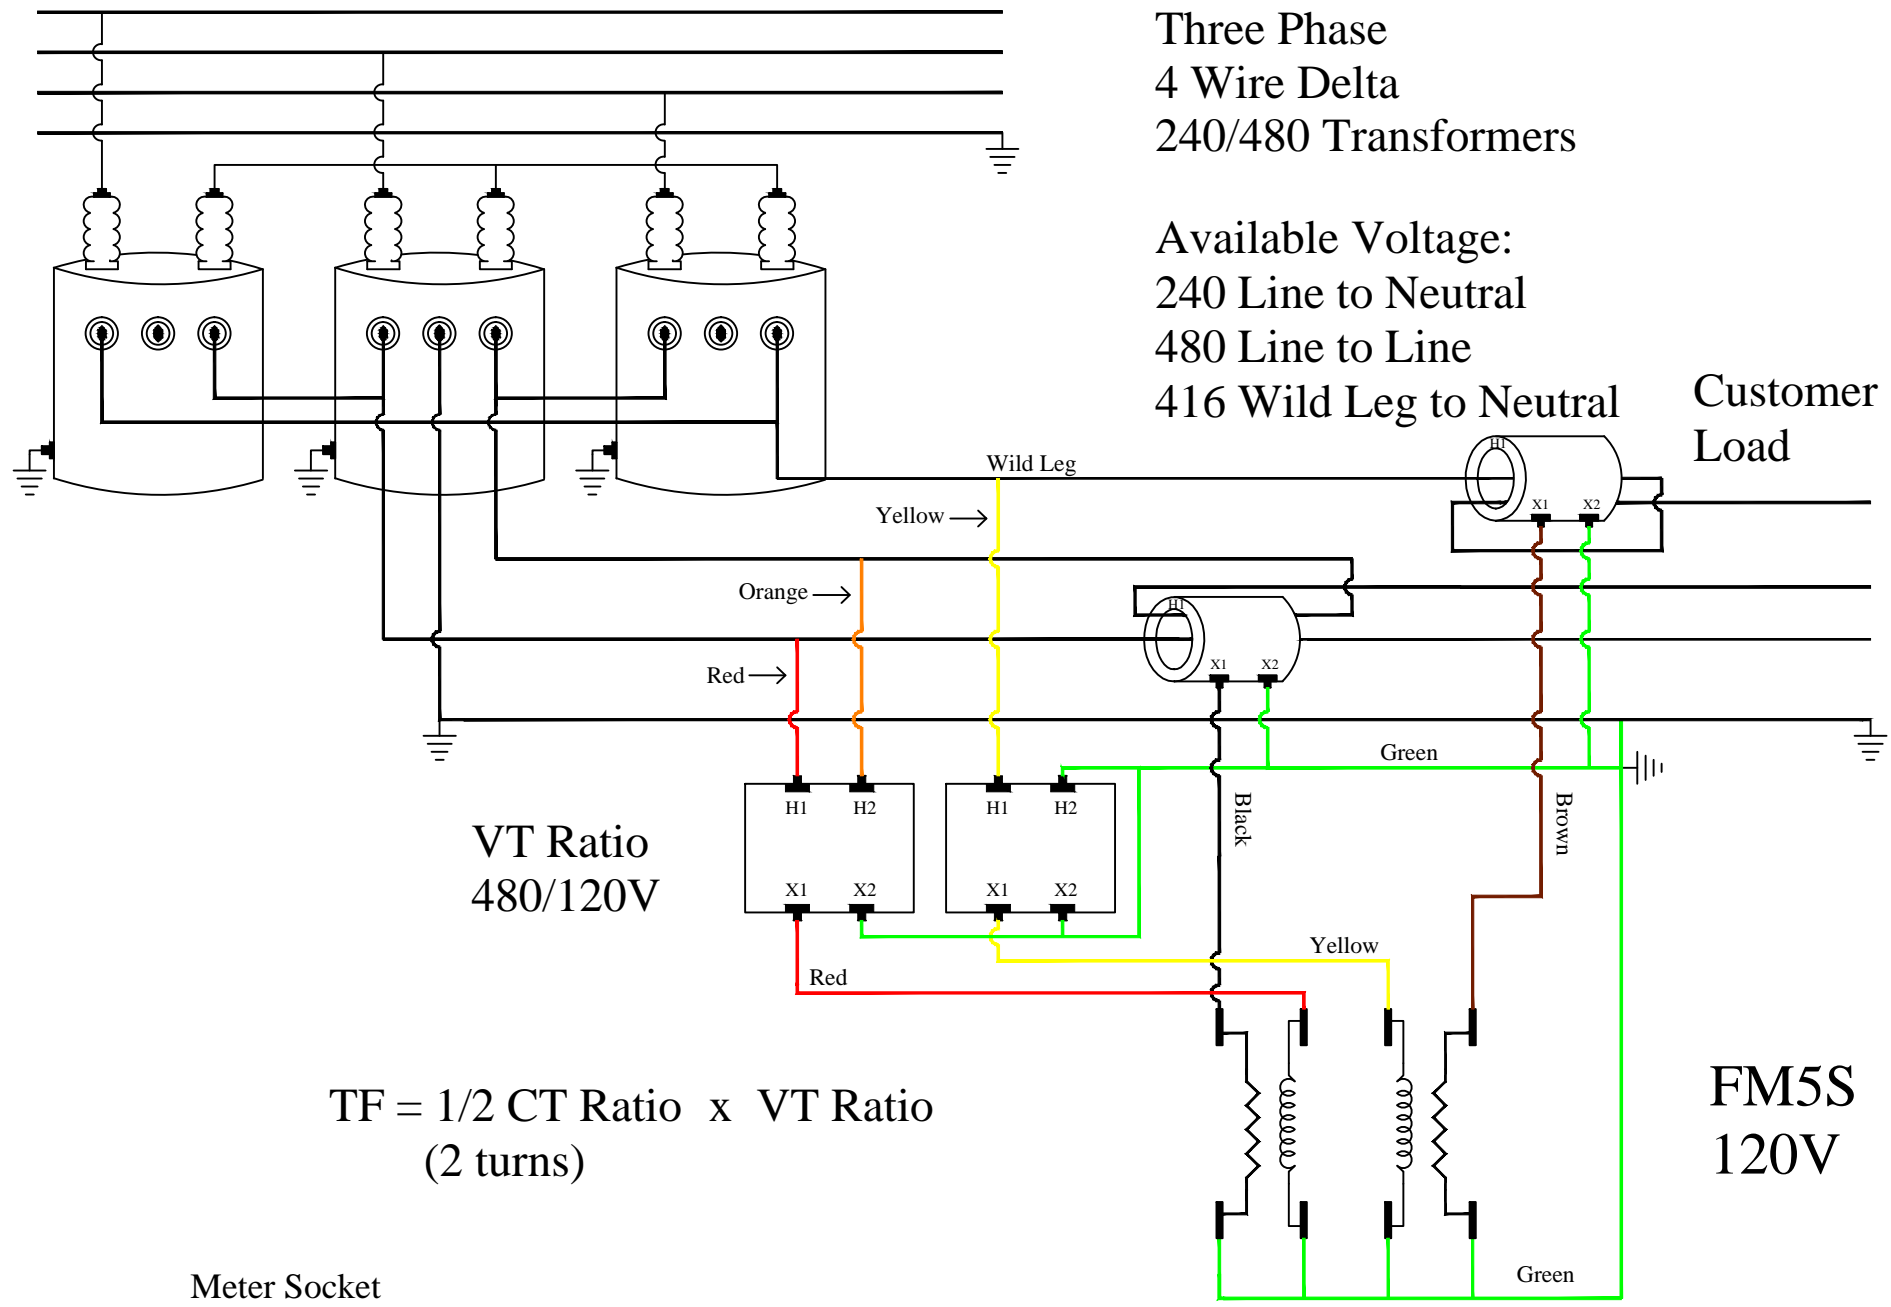 Three Phase
4 Wire Delta
240/480 Transformers
Available Voltage:
240 Line to Neutral
480 Line to Line
416 Wild Leg to Neutral
Customer
Load
H1
X1 X2
Wild Leg
Yellow
Orange
H1
X1 X2
Red
Green
H1 H2
H1 H2
Black
Brown
VT Ratio
480/120V
X1 X2
X1 X2
Yellow
Red
TF = 1/2 CT Ratio x VT Ratio
(2 turns)
FM5S
120V
Green
Meter Socket